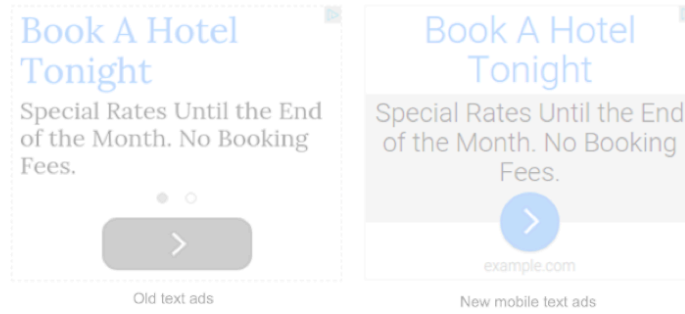 Book A Hotel
Tonight
Special Rates Until the End
of the Month. No Booking
Fees.
Old text ads
Book A Hotel
Tonight
Special Rates Until the End
of the Month. No Booking
Fees.
example.com
New mobile text ads